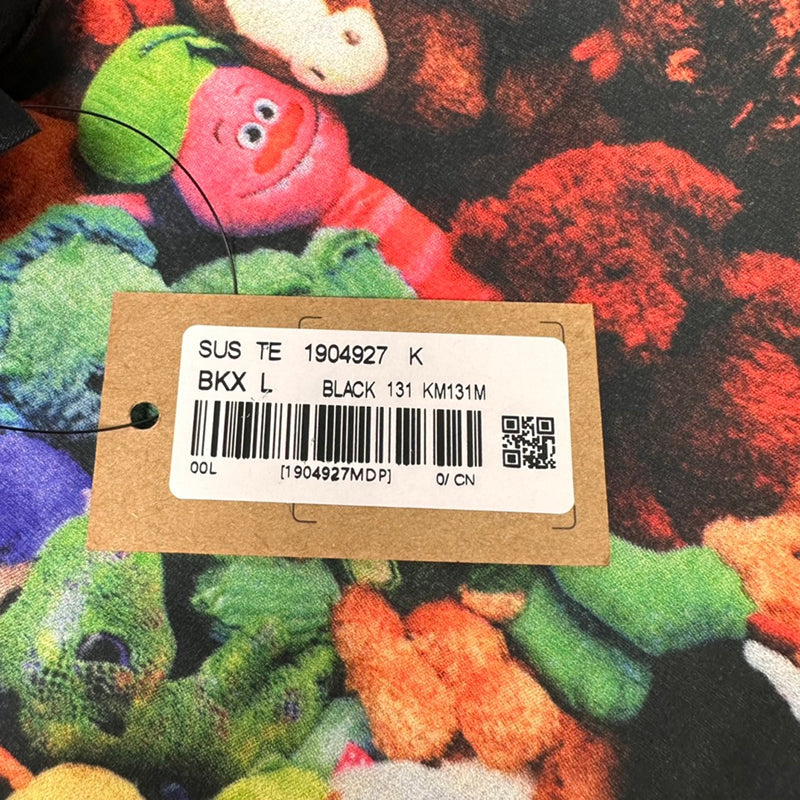 SUS TE 1904927 K
BKX L BLACK 131 KM131M
00L [1904927MDP] 0/ CN